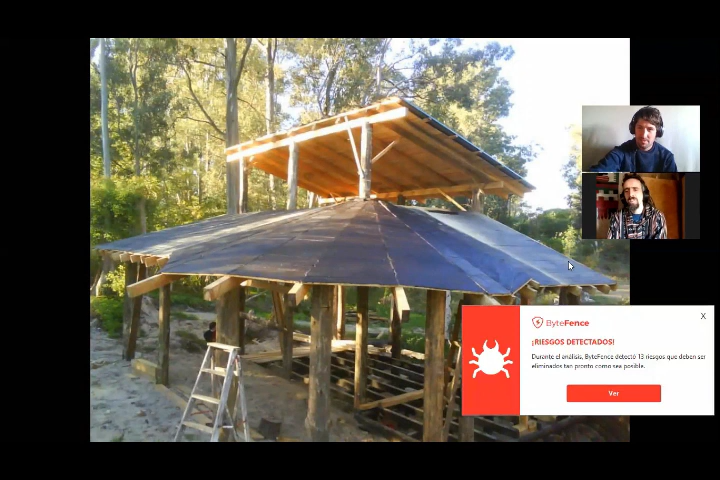 ByteFence
X
¡RIESGOS DETECTADOS!
Durante el análisis, ByteFence detectó 13 riesgos que deben ser
eliminados tan pronto como sea posible.
Ver